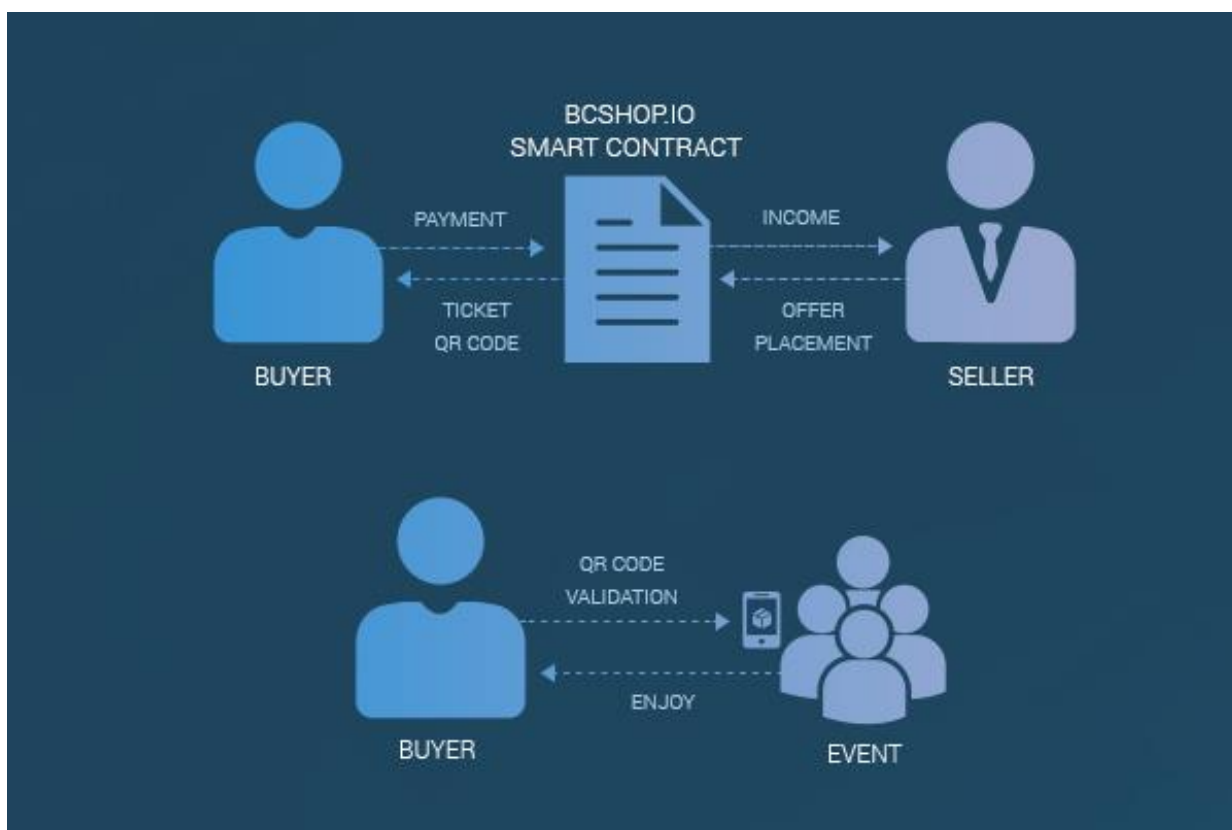 BCSHOP.IO
SMART CONTRACT
PAYMENT
INCOME
TICKET
QR CODE
OFFER
PLACEMENT
BUYER
SELLER
QR CODE
VALIDATION
ENJOY
BUYER
EVENT